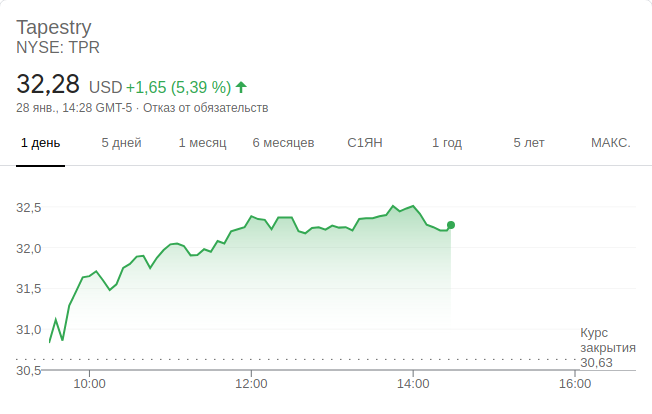 Tapestry
NYSE: TPR
32,28 USD +1,65 (5,39 %)
28 янв., 14:28 GMT-5 · Отказ от обязательств
1 день 5 дней 1 месяц 6 месяцев С1ЯН 1 год 5 лет МАКС.
32,5
32,0
31,5
31,0
Курс
закрытия
30,63
30,5
10:00 12:00 14:00 16:00